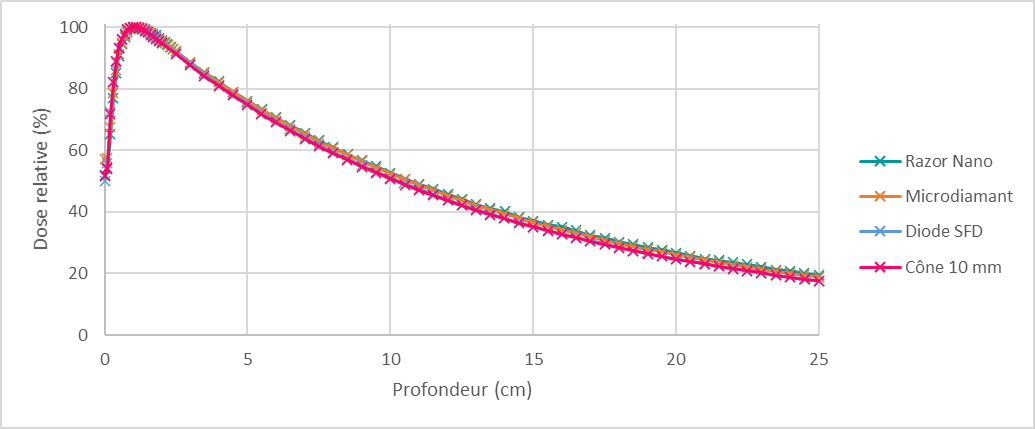 100
80
60
40
20
0
Dose relative (%)
0 5 10 15 20 25
Profondeur (cm)
Razor Nano
Microdiamant
Diode SFD
Cône 10 mm